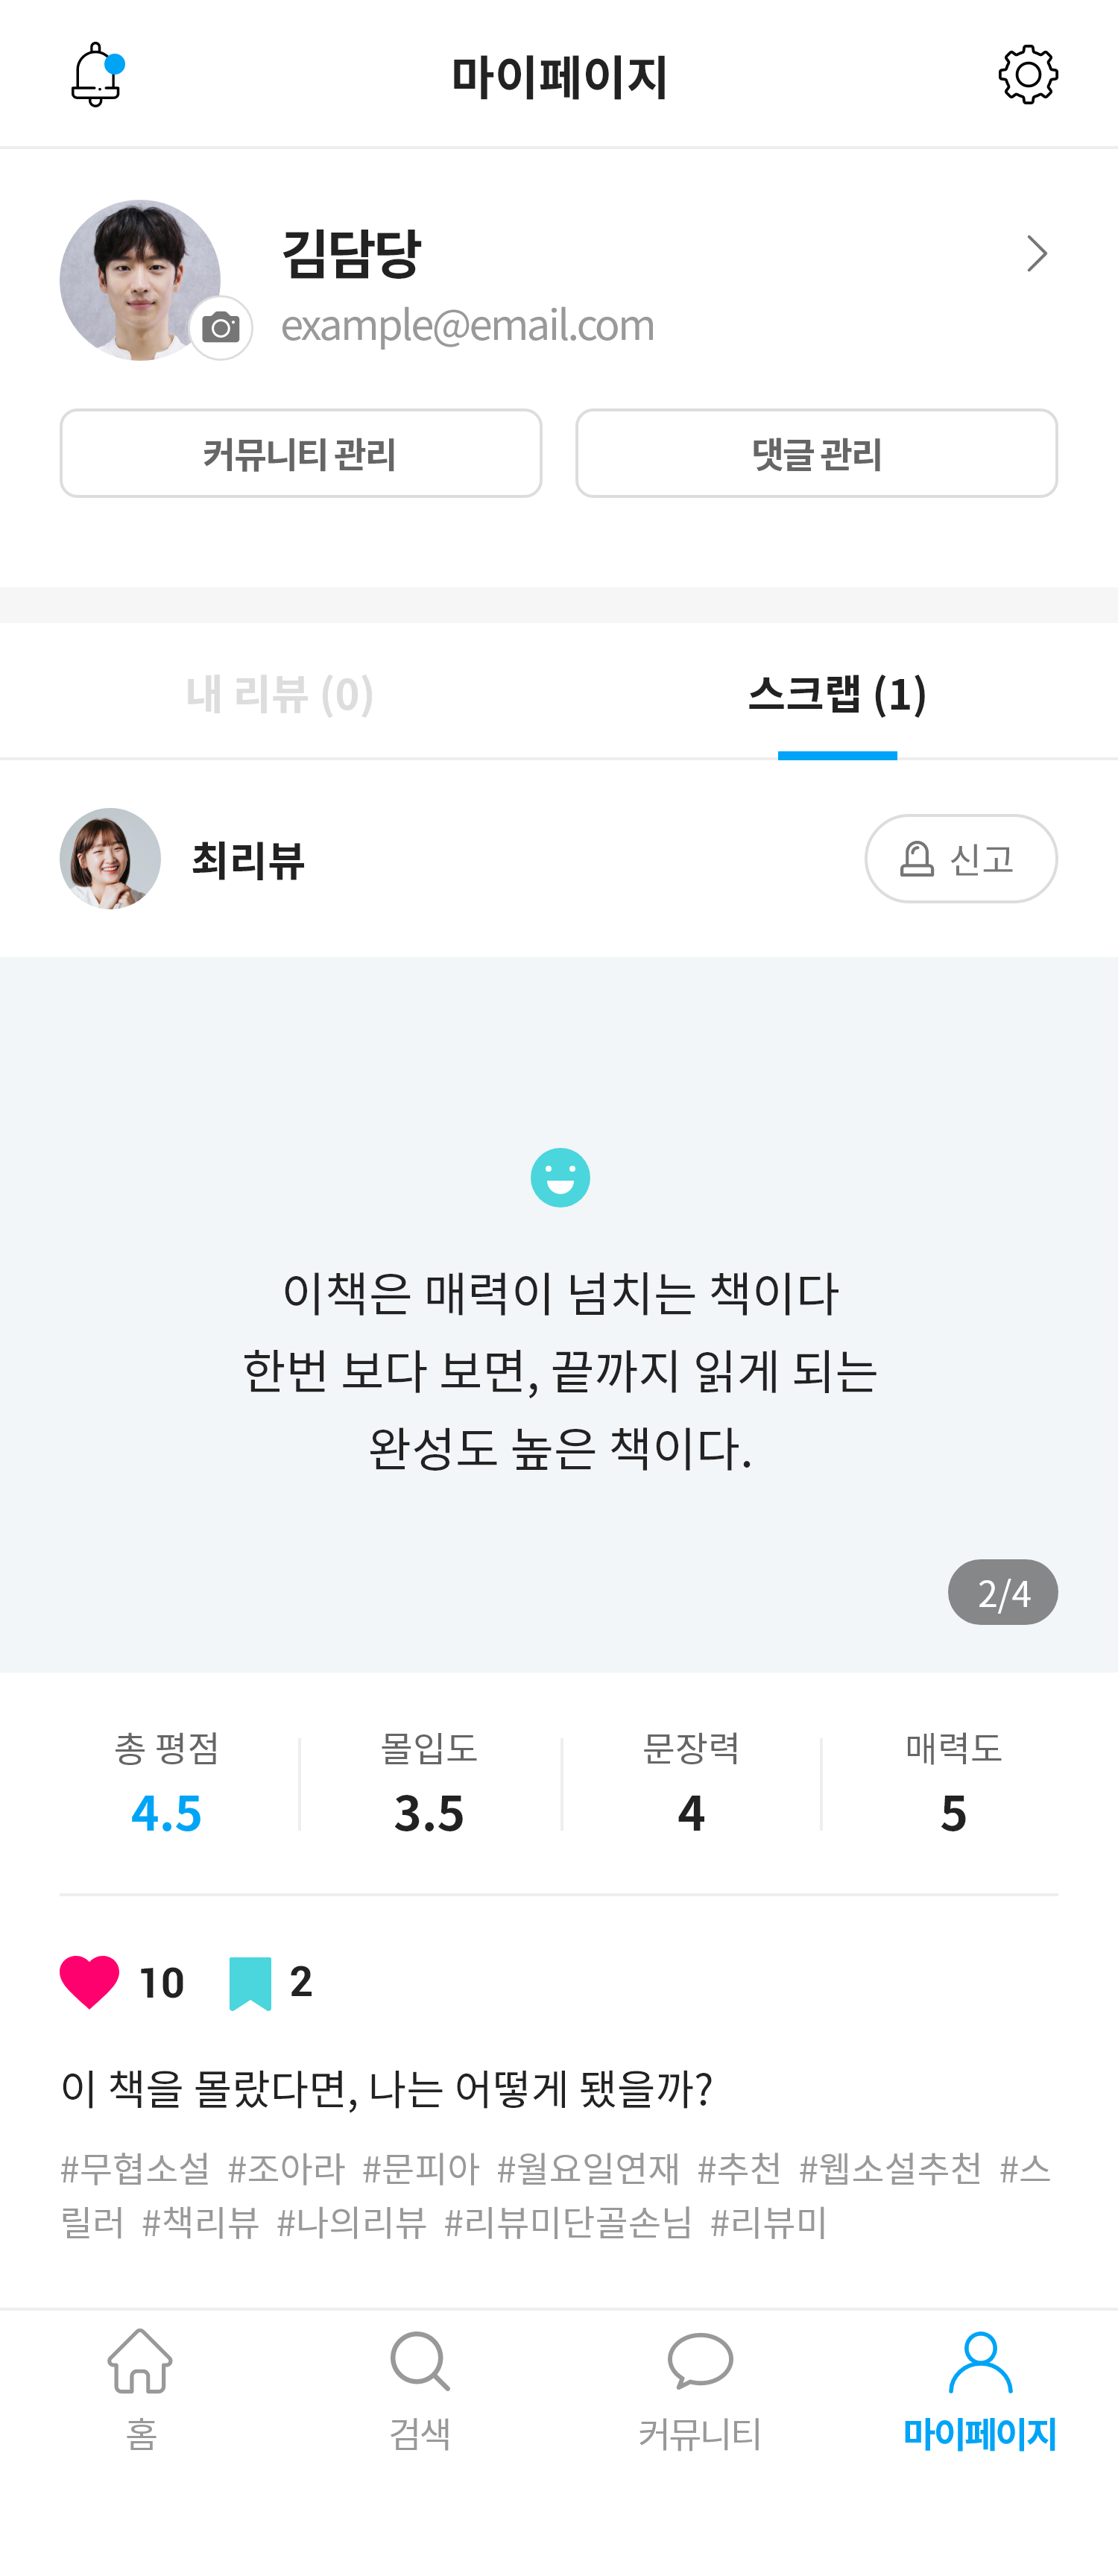 마이페이지
김담당
example@email.com
커뮤니티 관리
댓글 관리
내 리뷰 (0)
스크랩 (1)
최리뷰
신고
이책은 매력이 넘치는 책이다
한번 보다 보면, 끝까지 읽게 되는
완성도 높은 책이다.
2/4
총 평점
4.5
몰입도
3.5
문장력
4
매력도
5
10
2
이 책을 몰랐다면, 나는 어떻게 됐을까?
#무협소설 #조아라 #문피아 #월요일연재 #추천 #웹소설추천 #스
릴러 #책리뷰 #나의리뷰 #리뷰미단골손님 #리뷰미
홈
검색
커뮤니티
마이페이지